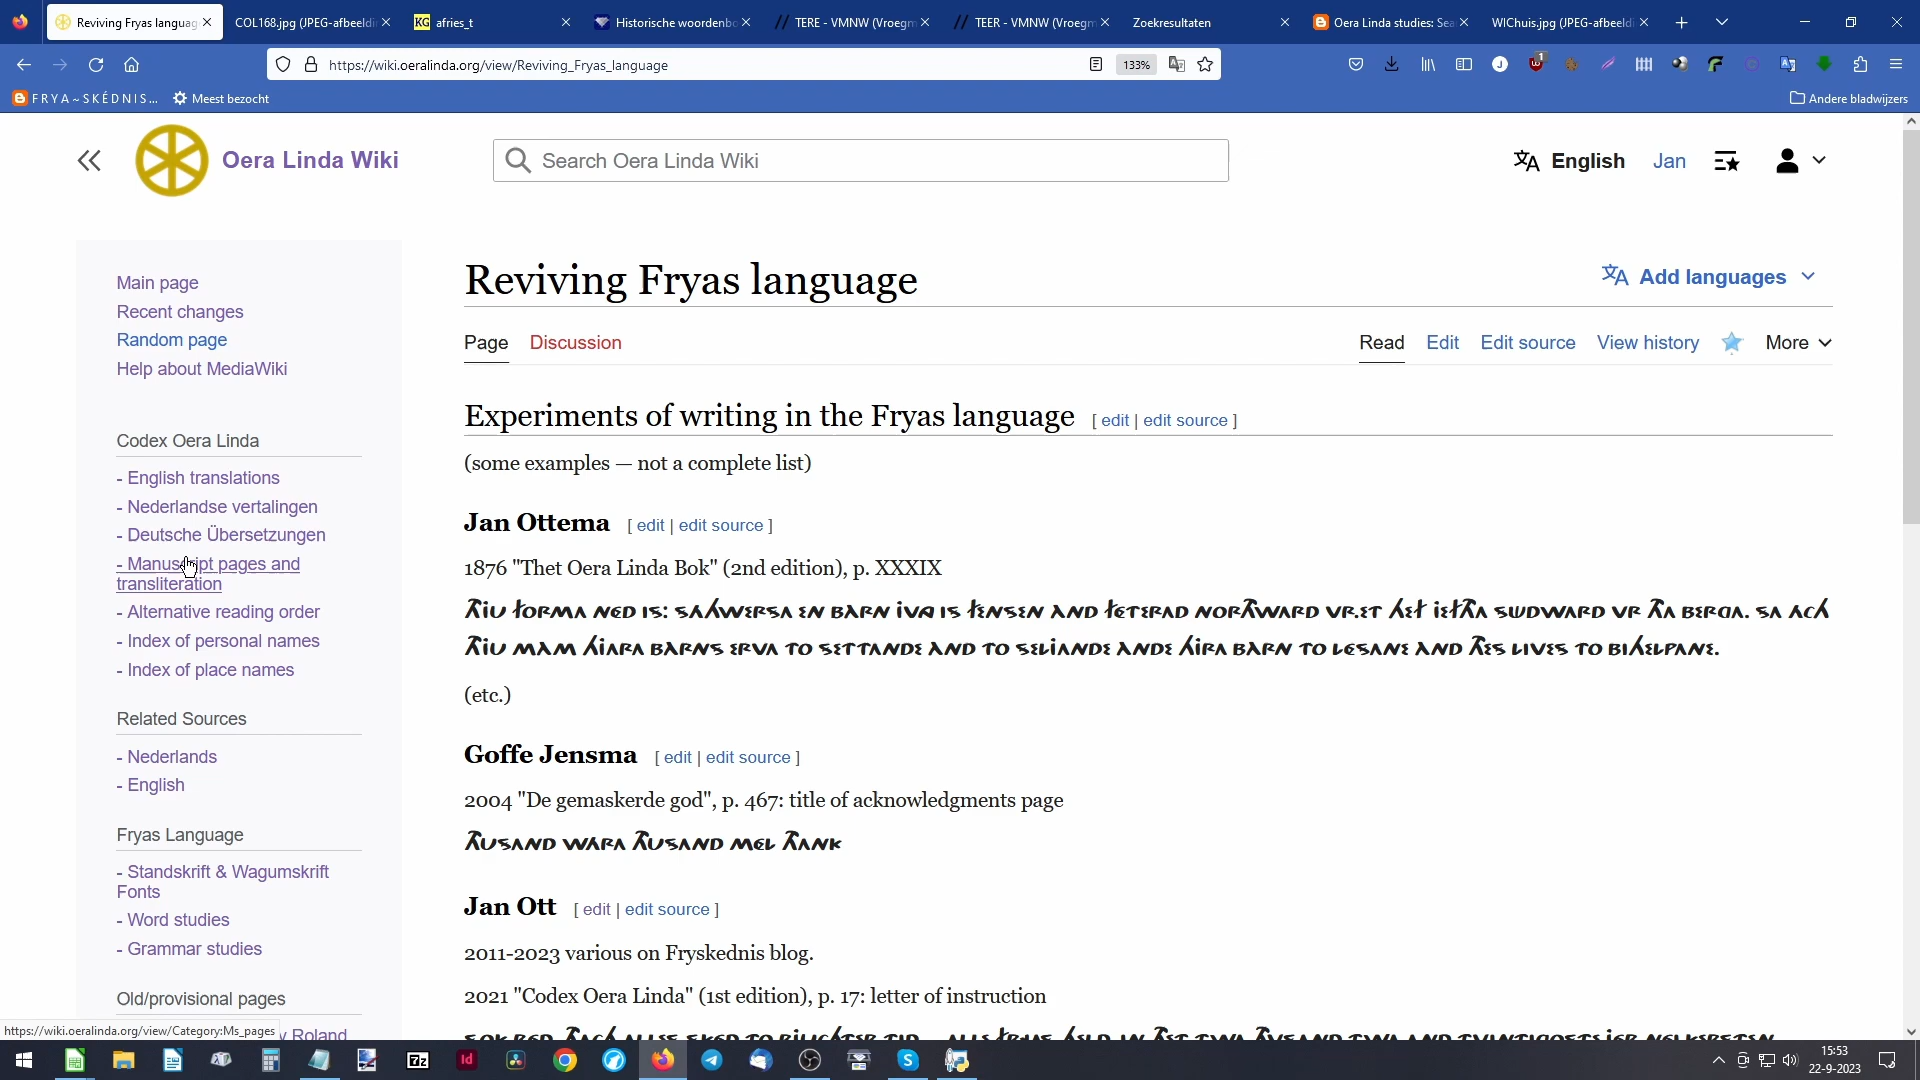 Reviving Fryas languag
COL168.jpg (JPEG-afbeeldi
KG afries_t
Historische woordenbo
TERE - VMNW (Vroegm
TEER - VMNW (Vroegm
Zoekresultaten
Oera Linda studies: Sea
WIChuis.jpg (JPEG-afbeeldi
https://wiki.oeralinda.org/view/Reviving_Fryas_language
133%
FRYA~SKÉDNIS...
Meest bezocht
Andere bladwijzers
Oera Linda Wiki
Search Oera Linda Wiki
English
Jan
Main page
Recent changes
Random page
Help about MediaWiki
Codex Oera Linda
- English translations
- Nederlandse vertalingen
- Deutsche Übersetzungen
- Manuscript pages and
transliteration
- Alternative reading order
- Index of personal names
- Index of place names
Related Sources
- Nederlands
- English
Fryas Language
- Standskrift & Wagumskrift
Fonts
- Word studies
- Grammar studies
Old/provisional pages
y Roland
Reviving Fryas language
Add languages
Page
Discussion
Read
Edit
Edit source
View history
More
Experiments of writing in the Fryas language [ edit | edit source ]
(some examples — not a complete list)
Jan Ottema [ edit | edit source ]
1876 "Thet Oera Linda Bok" (2nd edition), p. XXXIX
(etc.)
Goffe Jensma [ edit | edit source ]
2004 "De gemaskerde god", p. 467: title of acknowledgments page
Jan Ott [ edit | edit source ]
2011-2023 various on Fryskednis blog.
2021 "Codex Oera Linda" (1st edition), p. 17: letter of instruction
https://wiki.oeralinda.org/view/Category:Ms_pages
7z
Id
15:53
22-9-2023